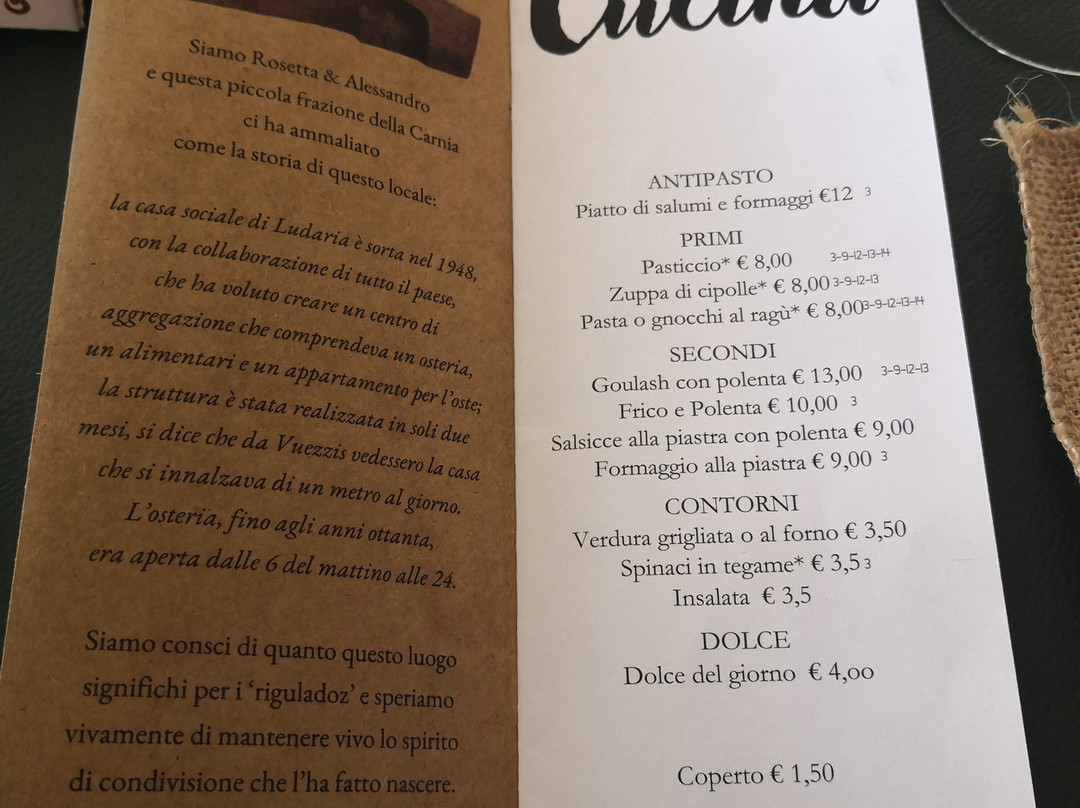 Siamo Rosetta & Alessandro
e questa piccola frazione della Carnia
ci ha ammaliato
come la storia di questo locale:
la casa sociale di Ludaria è sorta nel 1948,
con la collaborazione di tutto il paese,
che ha voluto creare un centro di
aggregazione che comprendeva un osteria,
un alimentari e un appartamento per l'oste;
la struttura è stata realizzata in soli due
mesi, si dice che da Vuezzis vedessero la casa
che si innalzava di un metro al giorno.
L'osteria, fino agli anni ottanta,
era aperta dalle 6 del mattino alle 24.
Siamo consci di quanto questo luogo
significhi per i 'riguladoz' e speriamo
vivamente di mantenere vivo lo spirito
di condivisione che l'ha fatto nascere.
Cucina
ANTIPASTO
Piatto di salumi e formaggi €12 3
PRIMI
Pasticcio* € 8,00 3-9-12-13-14
Zuppa di cipolle* € 8,00 3-9-12-13
Pasta o gnocchi al ragù* € 8,00 3-9-12-13-14
SECONDI
Goulash con polenta € 13,00 3-9-12-13
Frico e Polenta € 10,00 3
Salsicce alla piastra con polenta € 9,00
Formaggio alla piastra € 9,00 3
CONTORNI
Verdura grigliata o al forno € 3,50
Spinaci in tegame* € 3,5 3
Insalata € 3,5
DOLCE
Dolce del giorno € 4,00
Coperto € 1,50